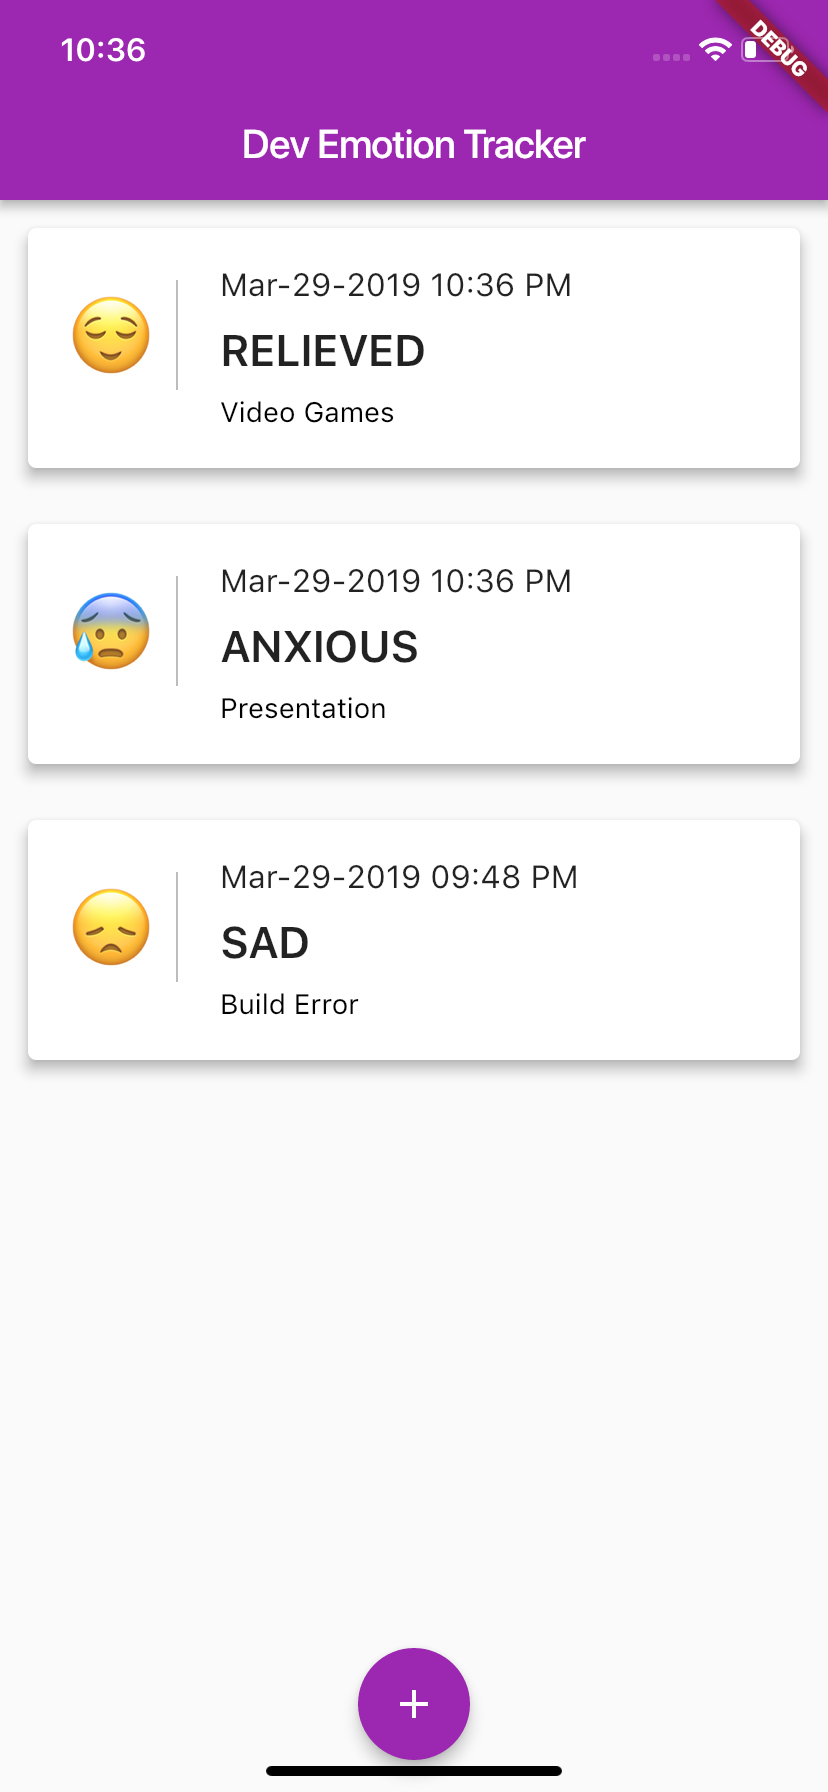 10:36
DEBUG
Dev Emotion Tracker
Mar-29-2019 10:36 PM
RELIEVED
Video Games
Mar-29-2019 10:36 PM
ANXIOUS
Presentation
Mar-29-2019 09:48 PM
SAD
Build Error